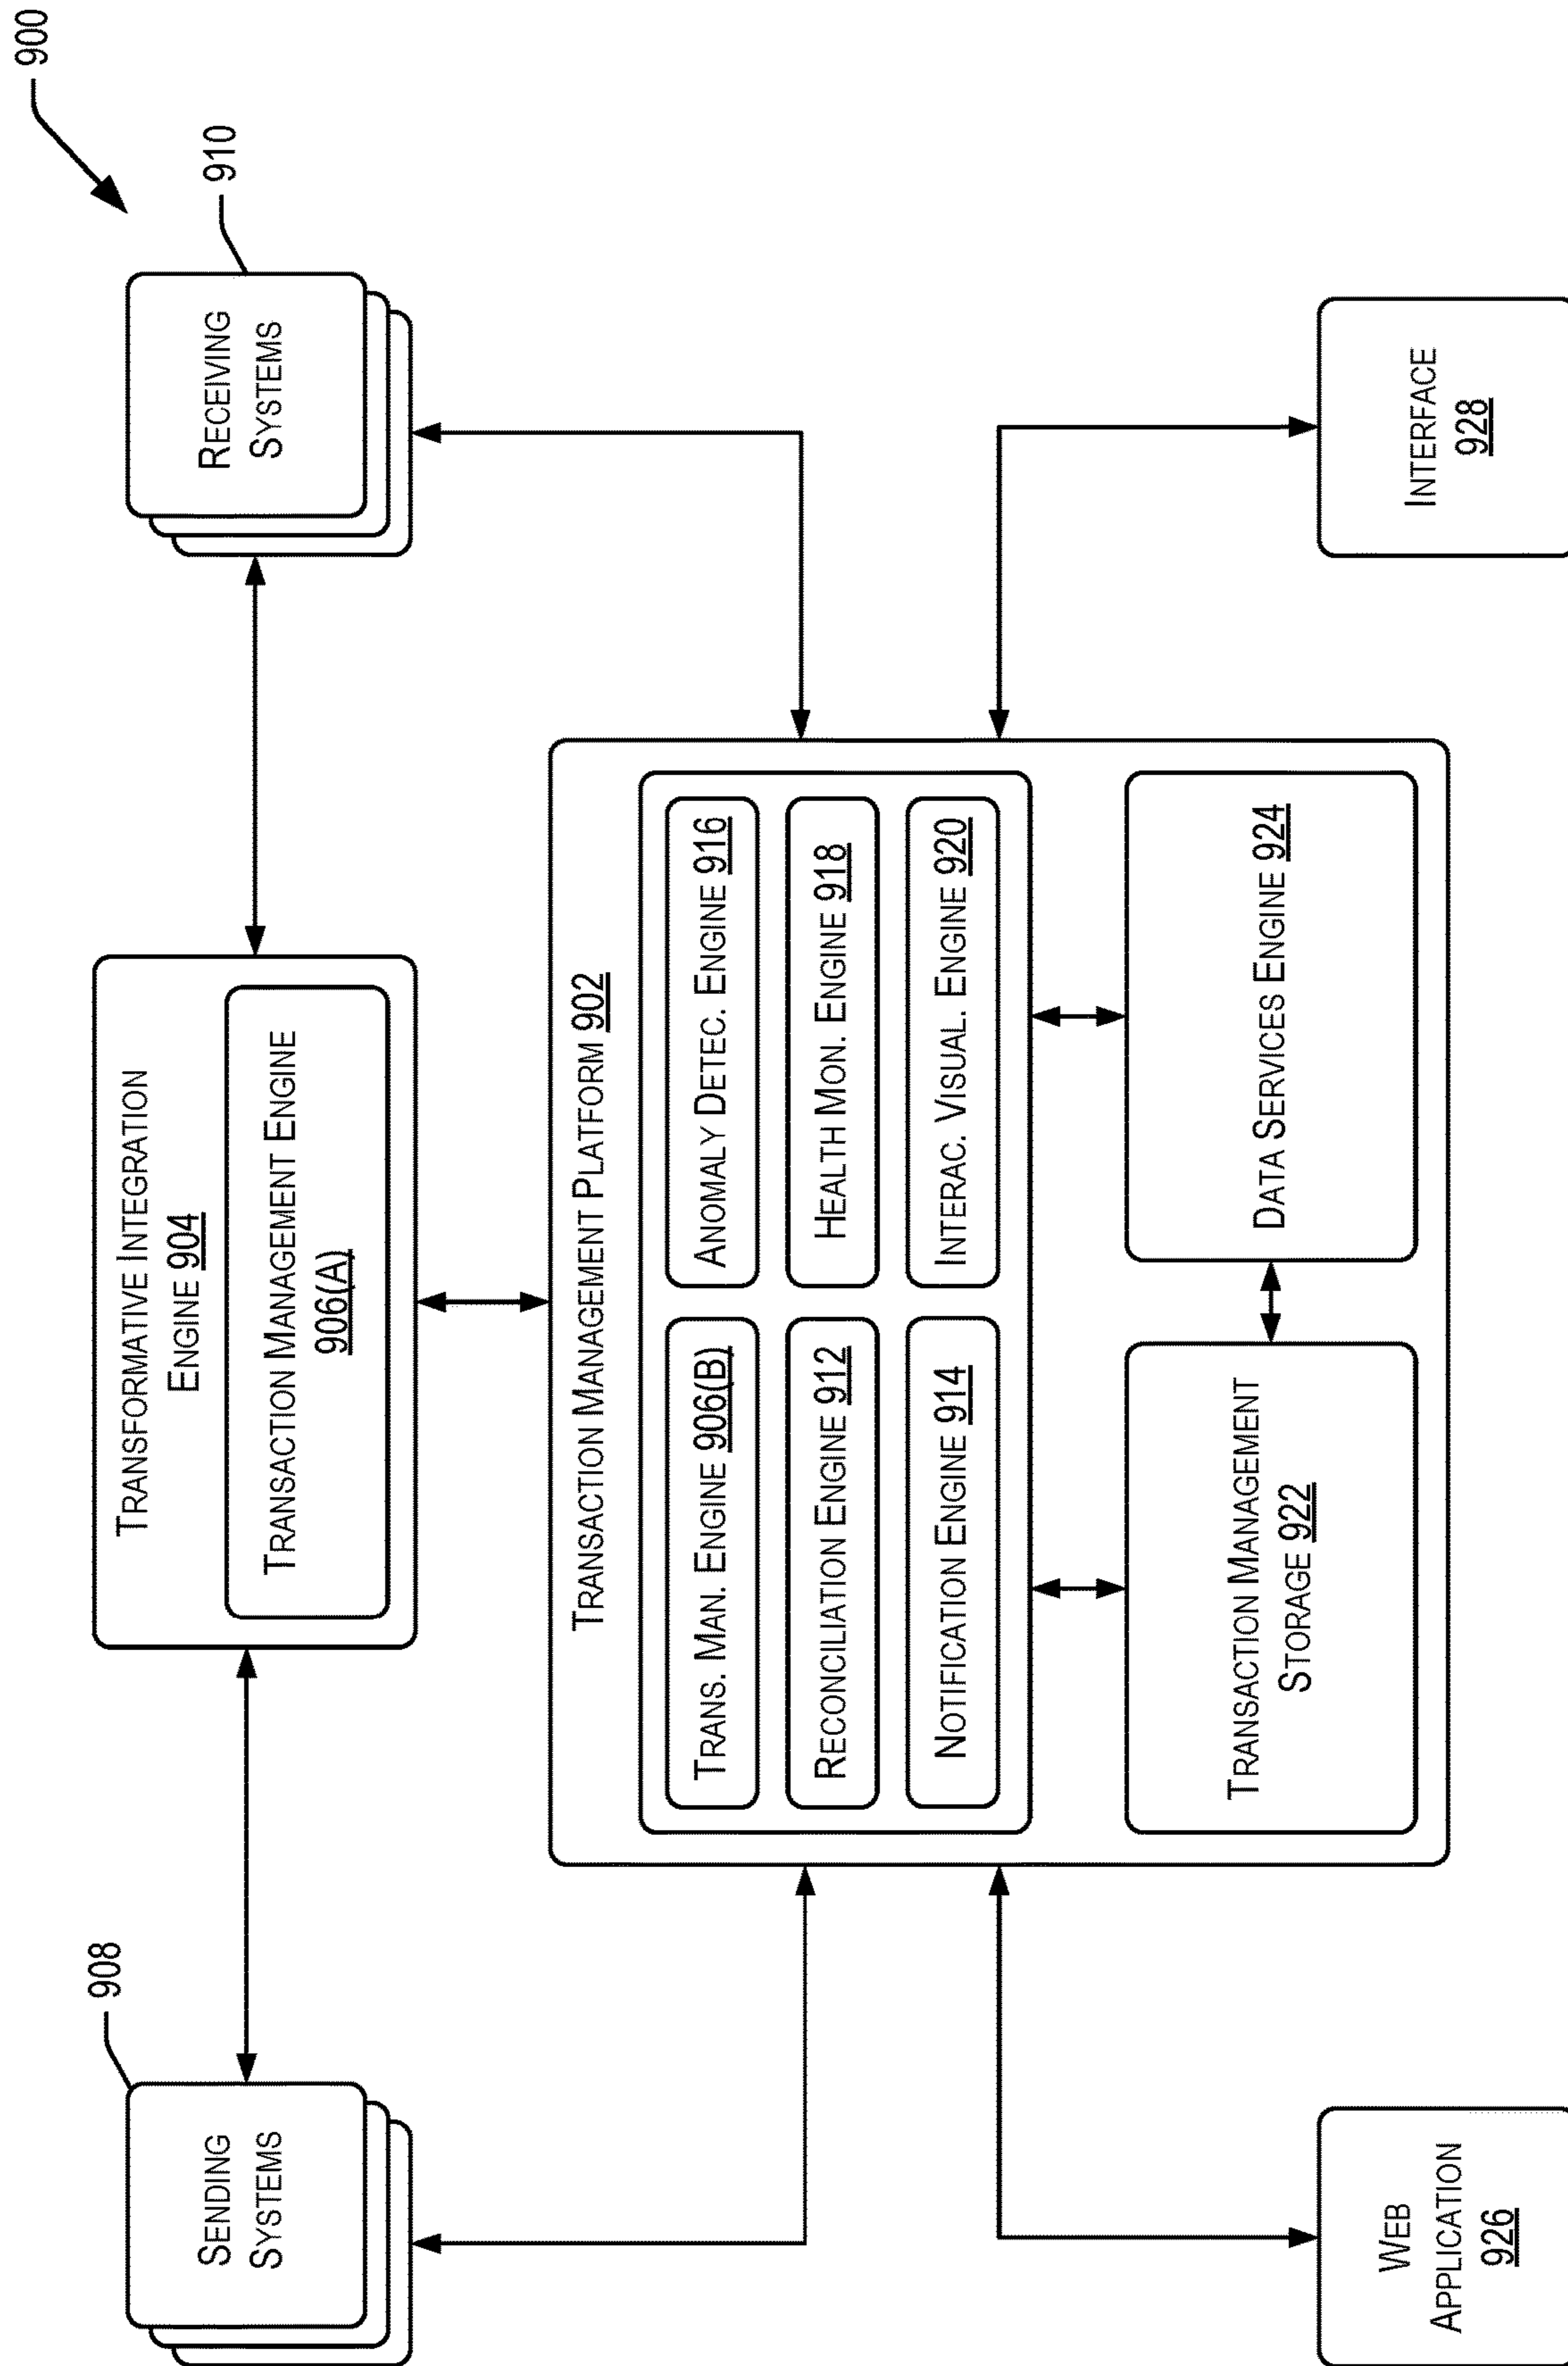 900
908
SENDING
SYSTEMS
TRANSFORMATIVE INTEGRATION
ENGINE 904
TRANSACTION MANAGEMENT ENGINE
906(A)
910
RECEIVING
SYSTEMS
TRANSACTION MANAGEMENT PLATFORM 902
TRANS. MAN. ENGINE 906(B)
ANOMALY DETEC. ENGINE 916
RECONCILIATION ENGINE 912
HEALTH MON. ENGINE 918
NOTIFICATION ENGINE 914
INTERAC. VISUAL. ENGINE 920
TRANSACTION MANAGEMENT
STORAGE 922
DATA SERVICES ENGINE 924
WEB
APPLICATION
926
INTERFACE
928